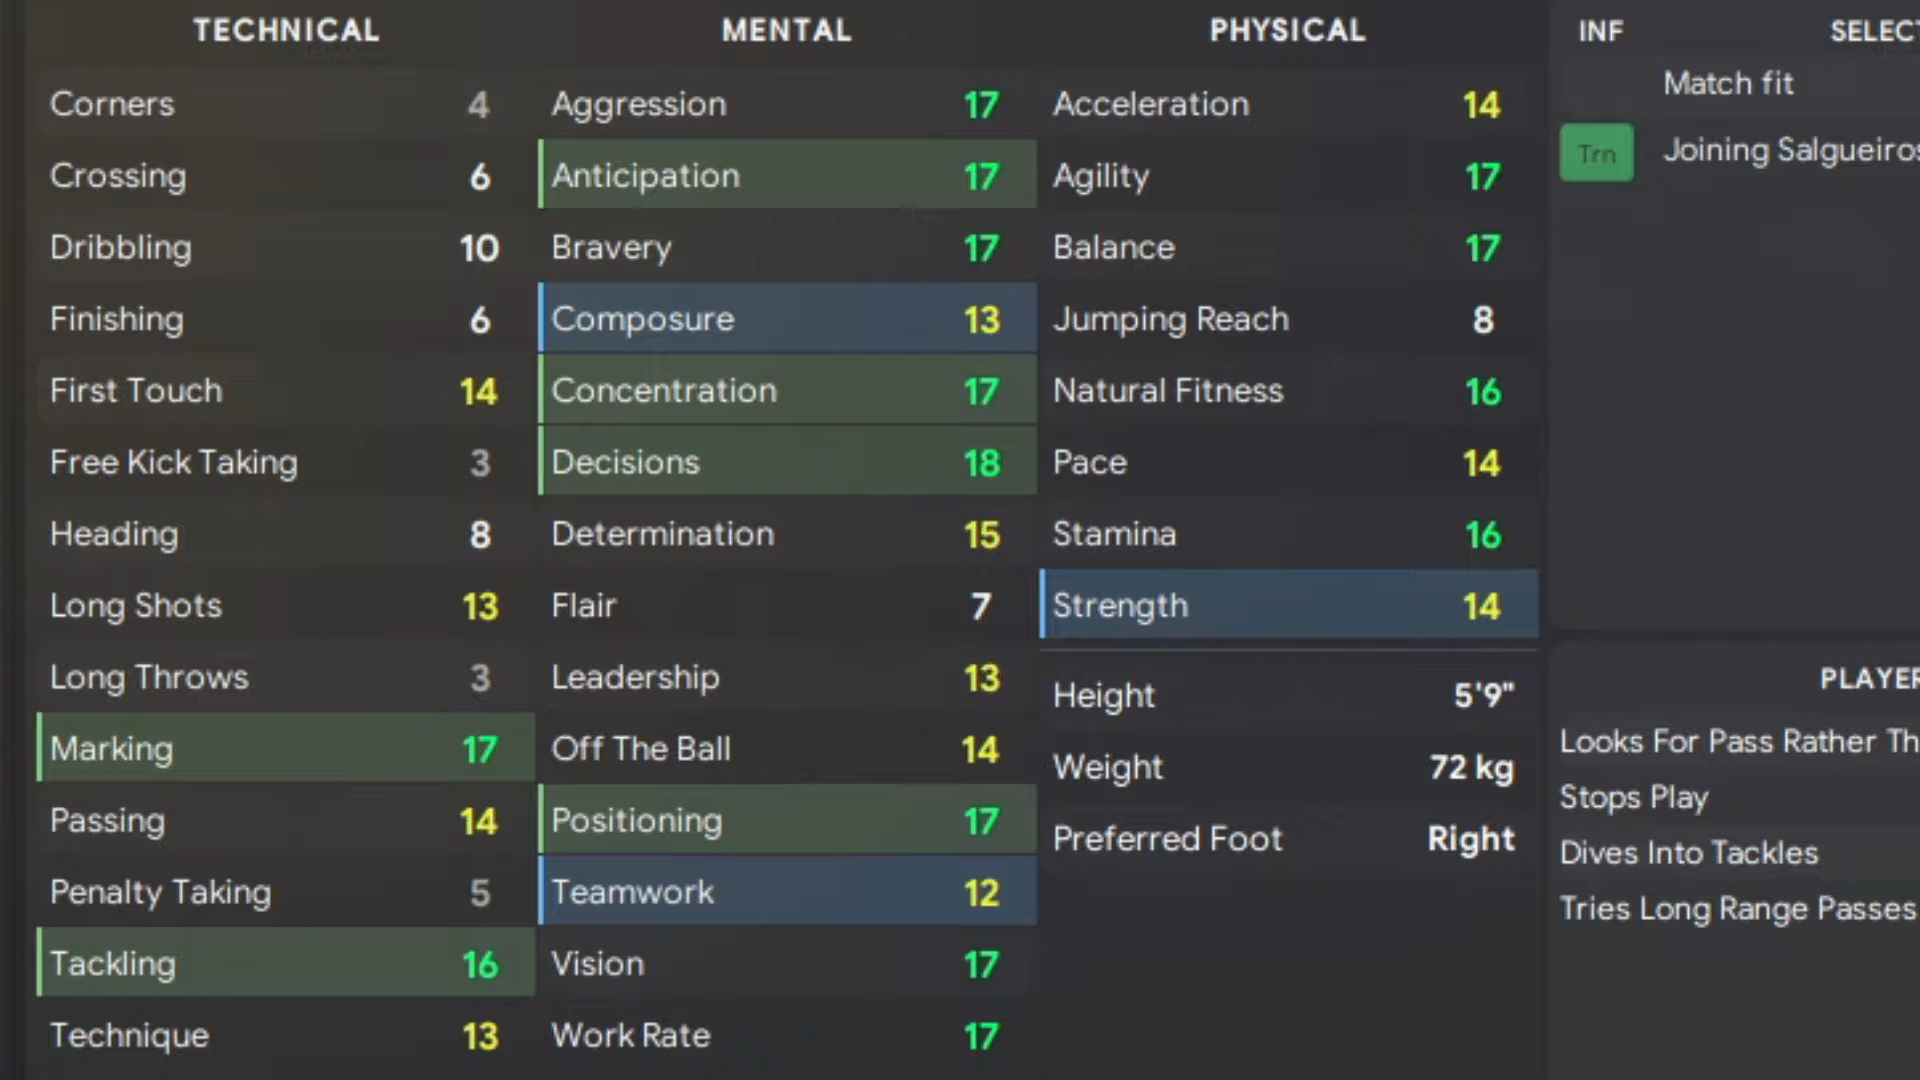 TECHNICAL
Corners 4
Crossing 6
Dribbling 10
Finishing 6
First Touch 14
Free Kick Taking 3
Heading 8
Long Shots 13
Long Throws 3
Marking 17
Passing 14
Penalty Taking 5
Tackling 16
Technique 13
MENTAL
Aggression 17
Anticipation 17
Bravery 17
Composure 13
Concentration 17
Decisions 18
Determination 15
Flair 7
Leadership 13
Off The Ball 14
Positioning 17
Teamwork 12
Vision 17
Work Rate 17
PHYSICAL
Acceleration 14
Agility 17
Balance 17
Jumping Reach 8
Natural Fitness 16
Pace 14
Stamina 16
Strength 14
Height 5'9"
Weight 72 kg
Preferred Foot Right
INF SELECT
Match fit
Trn Joining Salgueiros
PLAYER
Looks For Pass Rather Th
Stops Play
Dives Into Tackles
Tries Long Range Passes